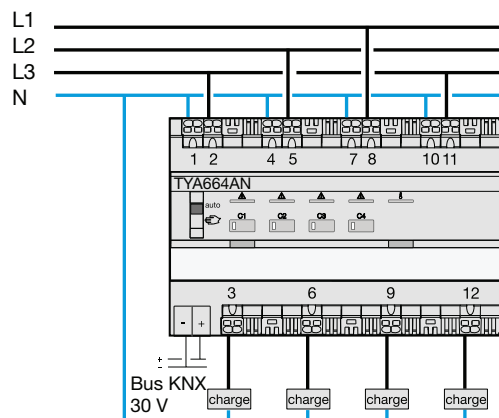 L1
L2
L3
N
1 2 4 5 7 8 10 11
TYA664AN
auto
C1 C2 C3 C4
3 6 9 12
- +
- +
Bus KNX
30 V
charge charge charge charge